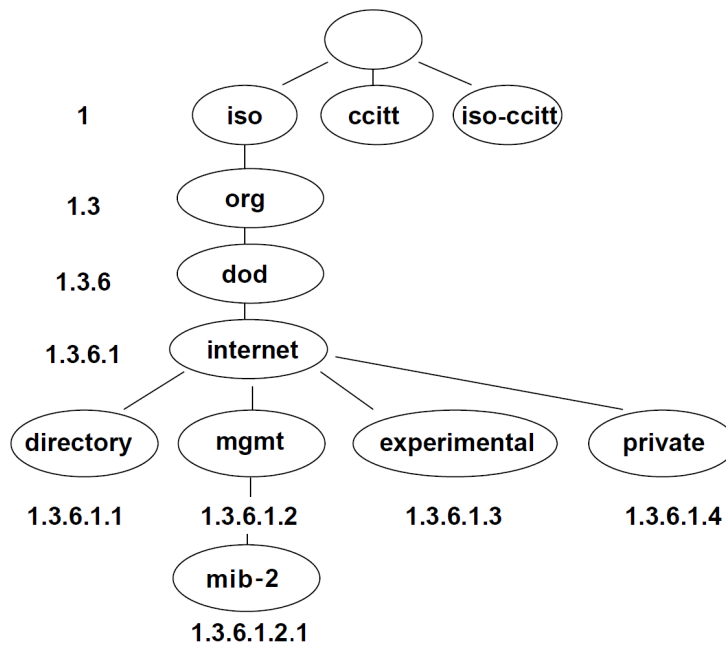 1 iso ccitt iso-ccitt
1.3 org
1.3.6 dod
1.3.6.1 internet
directory mgmt experimental private
1.3.6.1.1 1.3.6.1.2 1.3.6.1.3 1.3.6.1.4
mib-2
1.3.6.1.2.1